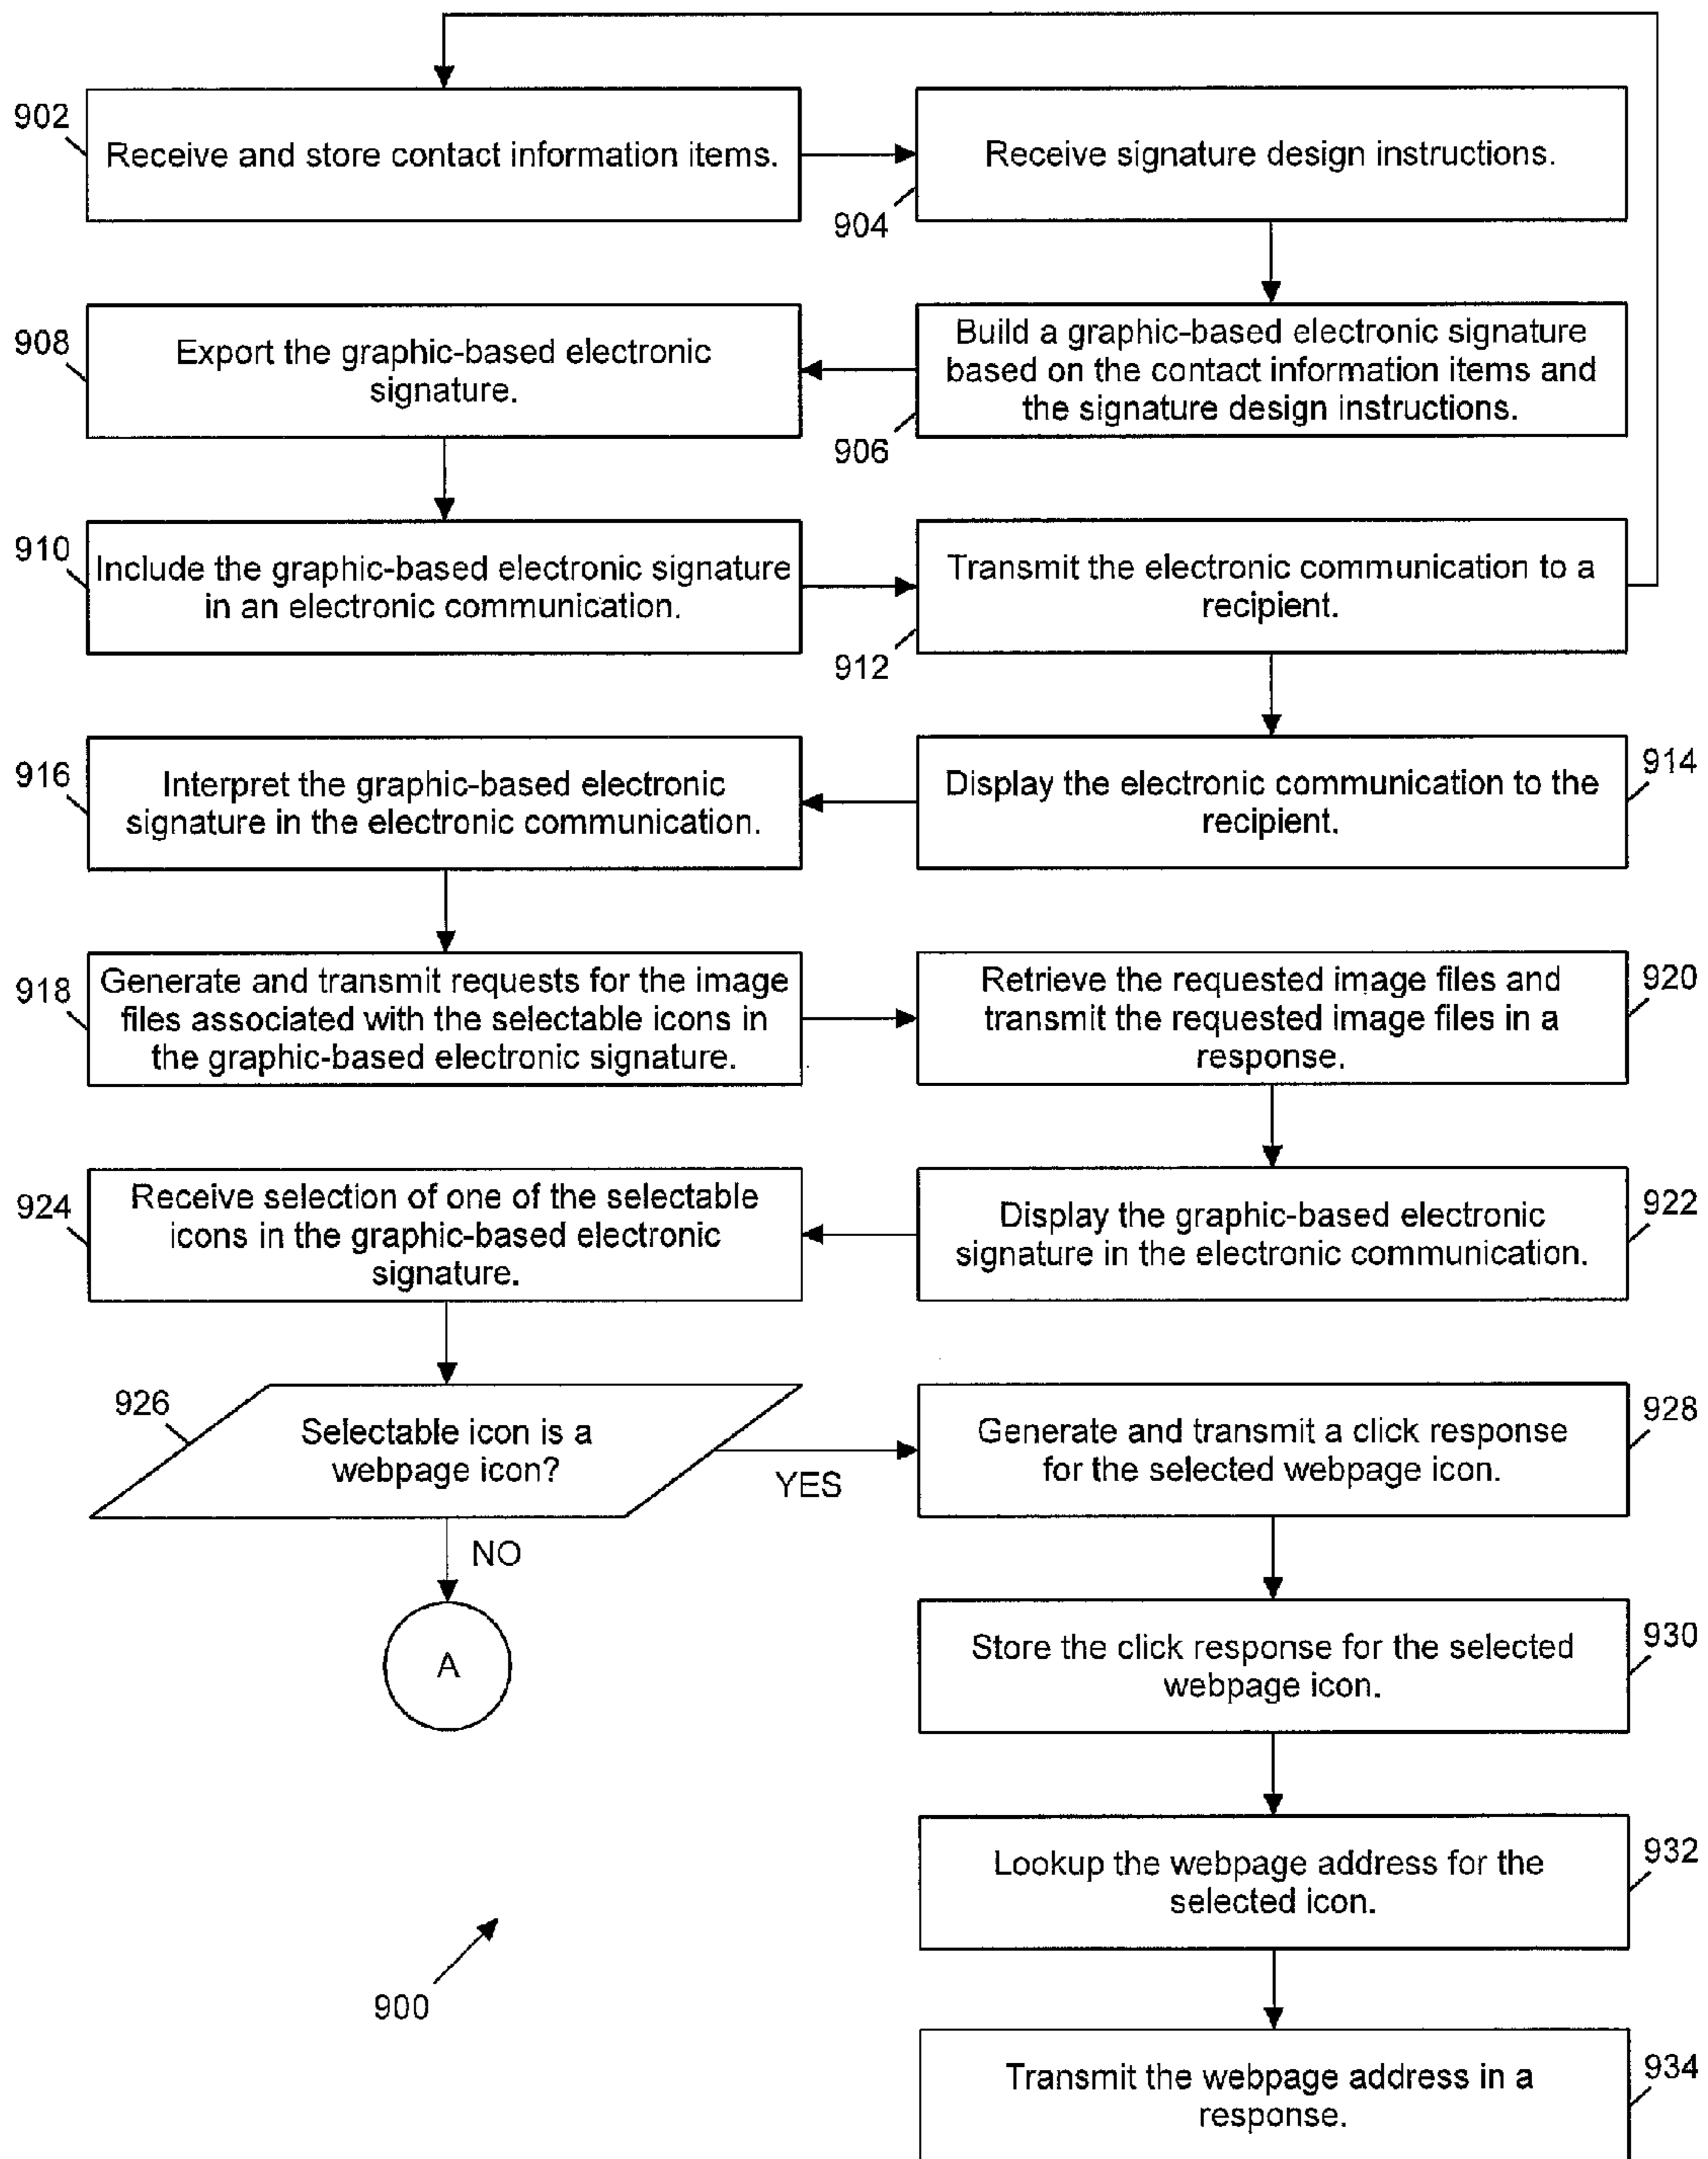 902
Receive and store contact information items.
Receive signature design instructions.
904
908
Export the graphic-based electronic
signature.
Build a graphic-based electronic signature
based on the contact information items and
the signature design instructions.
906
910
Include the graphic-based electronic signature
in an electronic communication.
Transmit the electronic communication to a
recipient.
912
916
Interpret the graphic-based electronic
signature in the electronic communication.
Display the electronic communication to the
recipient.
914
918
Generate and transmit requests for the image
files associated with the selectable icons in
the graphic-based electronic signature.
Retrieve the requested image files and
transmit the requested image files in a
response.
920
924
Receive selection of one of the selectable
icons in the graphic-based electronic
signature.
Display the graphic-based electronic
signature in the electronic communication.
922
926
Selectable icon is a
webpage icon?
YES
NO
A
Generate and transmit a click response
for the selected webpage icon.
928
Store the click response for the selected
webpage icon.
930
Lookup the webpage address for the
selected icon.
932
900
Transmit the webpage address in a
response.
934